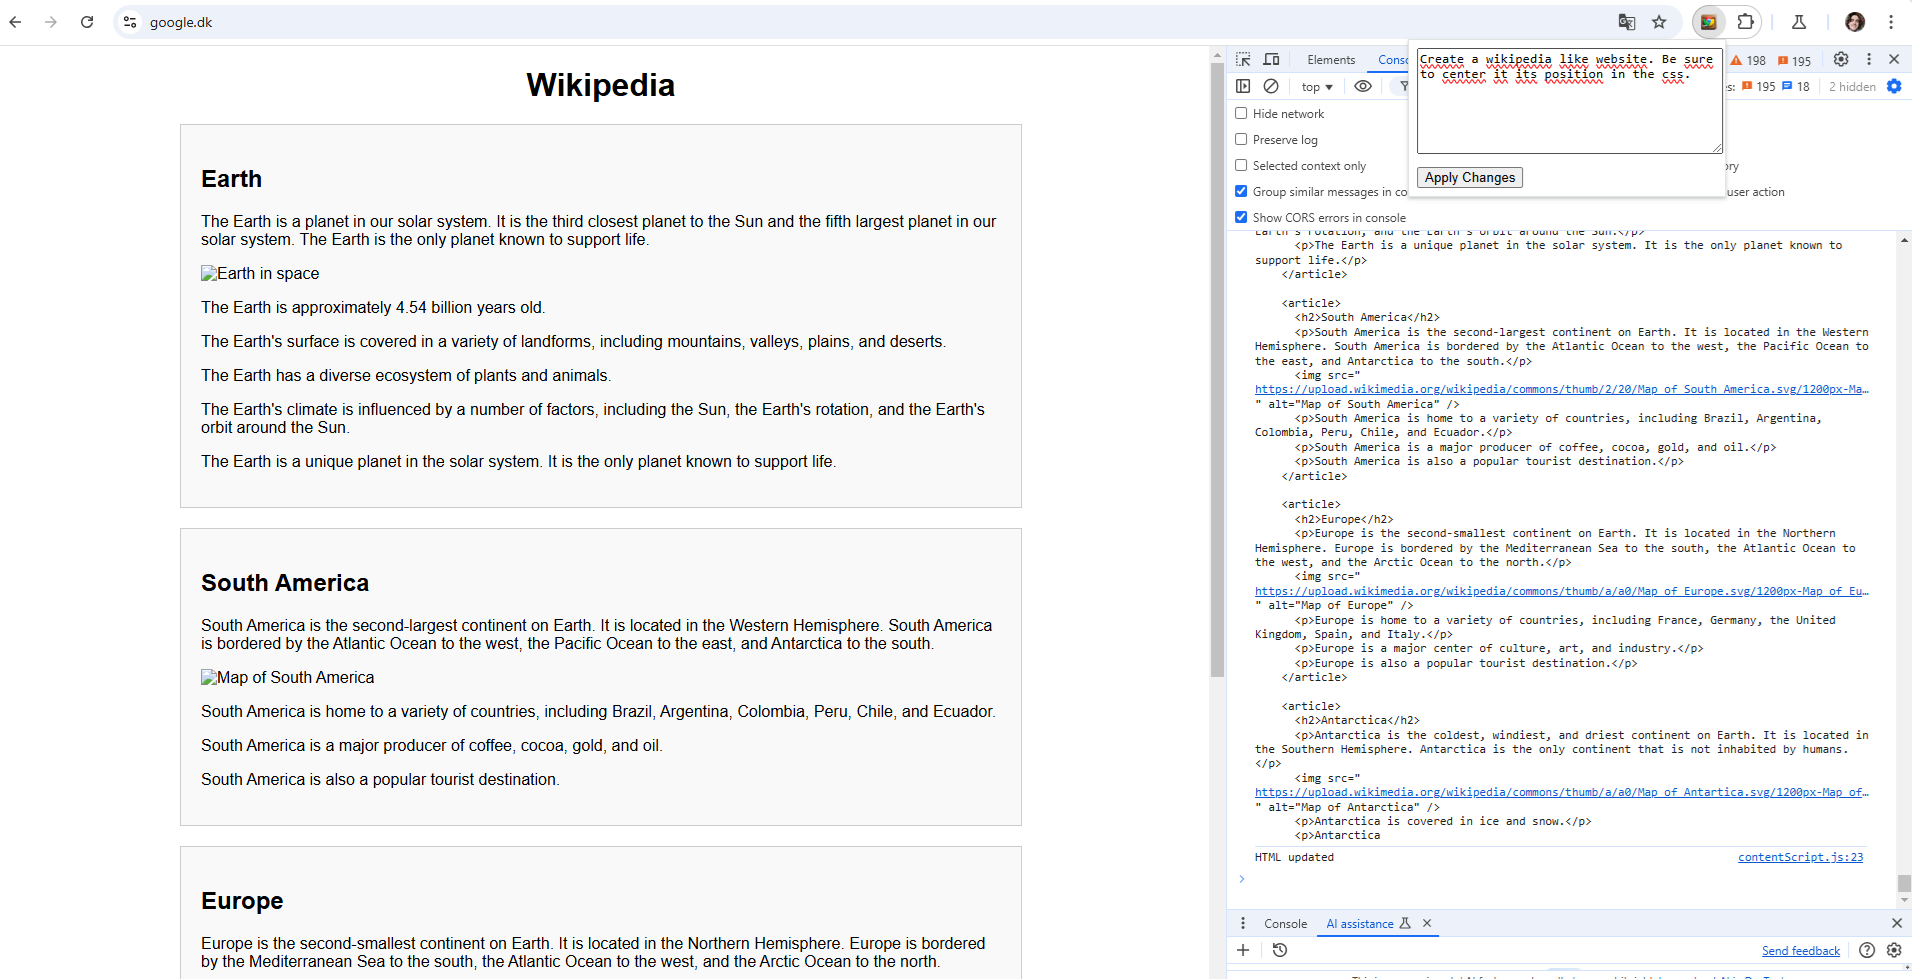 google.dk
Wikipedia
Earth
The Earth is a planet in our solar system. It is the third closest planet to the Sun and the fifth largest planet in our
solar system. The Earth is the only planet known to support life.
Earth in space
The Earth is approximately 4.54 billion years old.
The Earth's surface is covered in a variety of landforms, including mountains, valleys, plains, and deserts.
The Earth has a diverse ecosystem of plants and animals.
The Earth's climate is influenced by a number of factors, including the Sun, the Earth's rotation, and the Earth's
orbit around the Sun.
The Earth is a unique planet in the solar system. It is the only planet known to support life.
South America
South America is the second-largest continent on Earth. It is located in the Western Hemisphere. South America
is bordered by the Atlantic Ocean to the west, the Pacific Ocean to the east, and Antarctica to the south.
Map of South America
South America is home to a variety of countries, including Brazil, Argentina, Colombia, Peru, Chile, and Ecuador.
South America is a major producer of coffee, cocoa, gold, and oil.
South America is also a popular tourist destination.
Europe
Europe is the second-smallest continent on Earth. It is located in the Northern Hemisphere. Europe is bordered
by the Mediterranean Sea to the south, the Atlantic Ocean to the west, and the Arctic Ocean to the north.
Create a wikipedia like website. Be sure
to center it its position in the css.
Apply Changes
Elements Conso 198 195
top 195 18 2 hidden
Hide network
Preserve log
Selected context only
Group similar messages in co user action
Show CORS errors in console
Earth's rotation, and the Earth's orbit around the Sun.</p>
<p>The Earth is a unique planet in the solar system. It is the only planet known to
support life.</p>
</article>
<article>
<h2>South America</h2>
<p>South America is the second-largest continent on Earth. It is located in the Western
Hemisphere. South America is bordered by the Atlantic Ocean to the west, the Pacific Ocean to
the east, and Antarctica to the south.</p>
<img src="
https://upload.wikimedia.org/wikipedia/commons/thumb/2/20/Map_of_South_America.svg/1200px-Ma…
" alt="Map of South America" />
<p>South America is home to a variety of countries, including Brazil, Argentina,
Colombia, Peru, Chile, and Ecuador.</p>
<p>South America is a major producer of coffee, cocoa, gold, and oil.</p>
<p>South America is also a popular tourist destination.</p>
</article>
<article>
<h2>Europe</h2>
<p>Europe is the second-smallest continent on Earth. It is located in the Northern
Hemisphere. Europe is bordered by the Mediterranean Sea to the south, the Atlantic Ocean to
the west, and the Arctic Ocean to the north.</p>
<img src="
https://upload.wikimedia.org/wikipedia/commons/thumb/a/a0/Map_of_Europe.svg/1200px-Map_of_Eu…
" alt="Map of Europe" />
<p>Europe is home to a variety of countries, including France, Germany, the United
Kingdom, Spain, and Italy.</p>
<p>Europe is a major center of culture, art, and industry.</p>
<p>Europe is also a popular tourist destination.</p>
</article>
<article>
<h2>Antarctica</h2>
<p>Antarctica is the coldest, windiest, and driest continent on Earth. It is located in
the Southern Hemisphere. Antarctica is the only continent that is not inhabited by humans.
</p>
<img src="
https://upload.wikimedia.org/wikipedia/commons/thumb/a/a0/Map_of_Antartica.svg/1200px-Map_of…
" alt="Map of Antarctica" />
<p>Antarctica is covered in ice and snow.</p>
<p>Antarctica
HTML updated contentScript.js:23
Console AI assistance
Send feedback